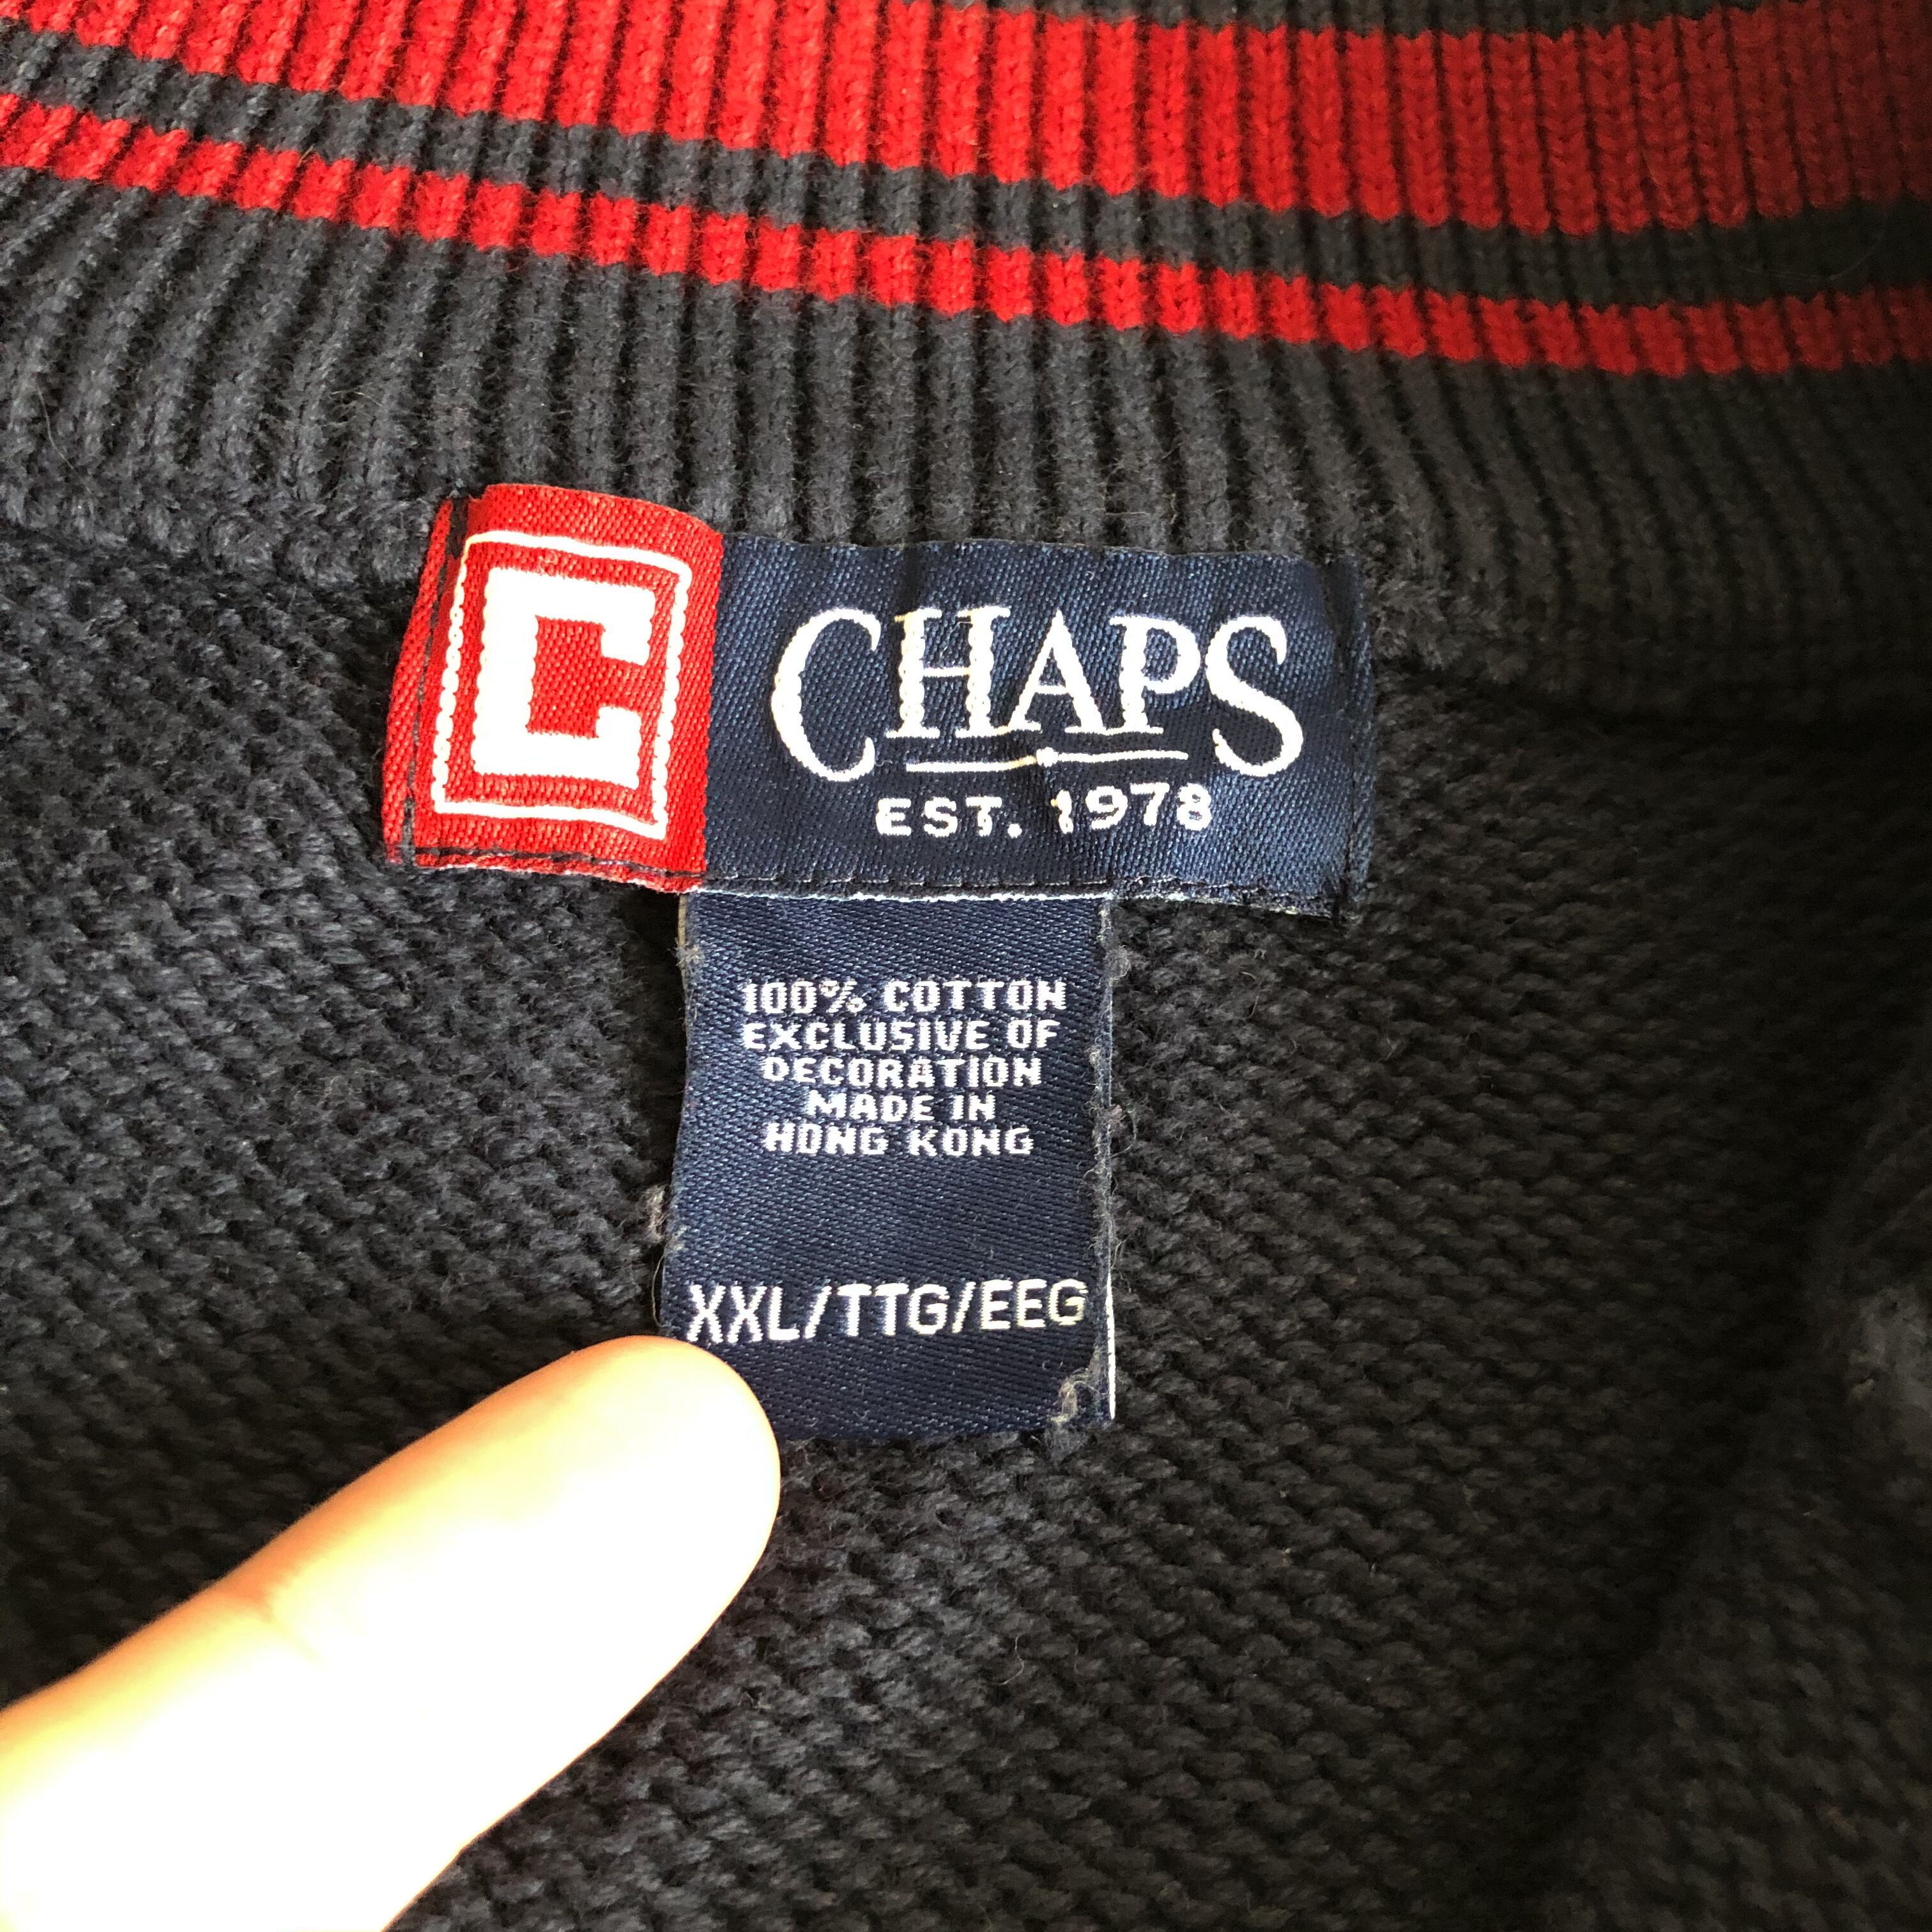 C
CHAPS
EST. 1978
100% COTTON
EXCLUSIVE OF
DECORATION
MADE IN
HONG KONG
XXL/TTG/EEG